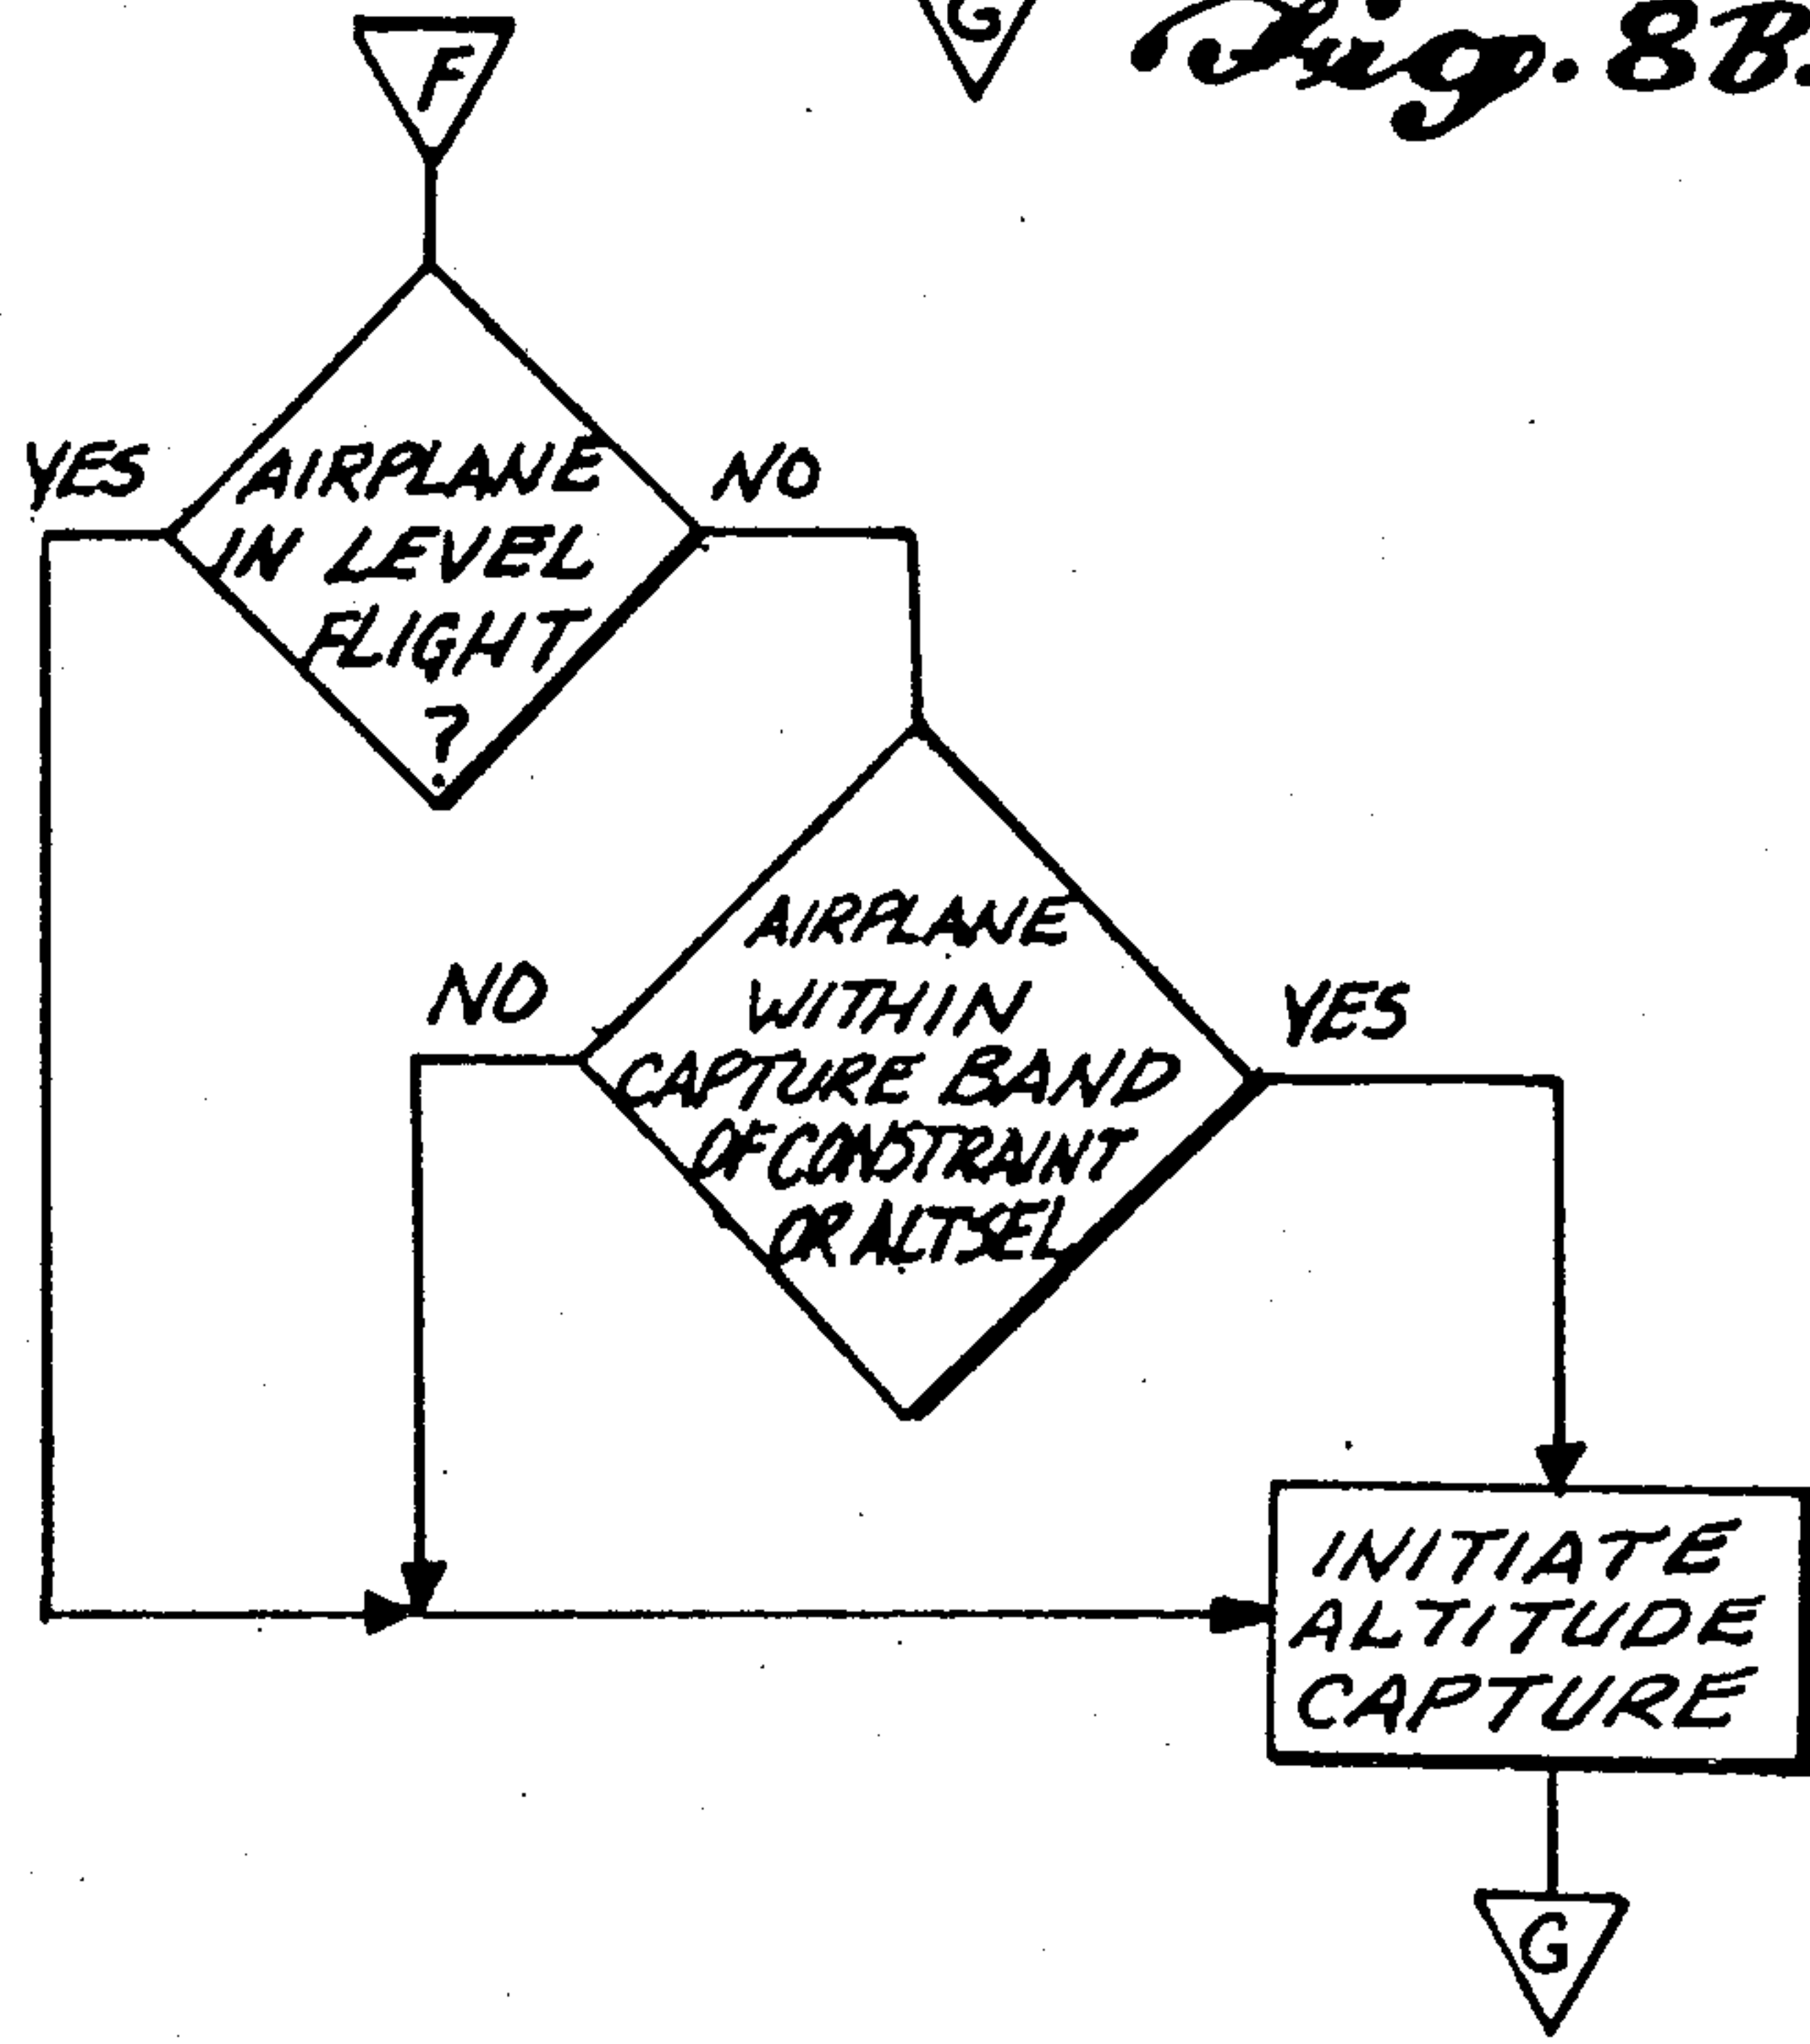 G
Fig. 8B.
F
YES
AIRPLANE
IN LEVEL
FLIGHT
?
NO
NO
AIRPLANE
WITHIN
CAPTURE BAND
OF CONSTRAINT
OR ALTSEL
YES
INITIATE
ALTITUDE
CAPTURE
G